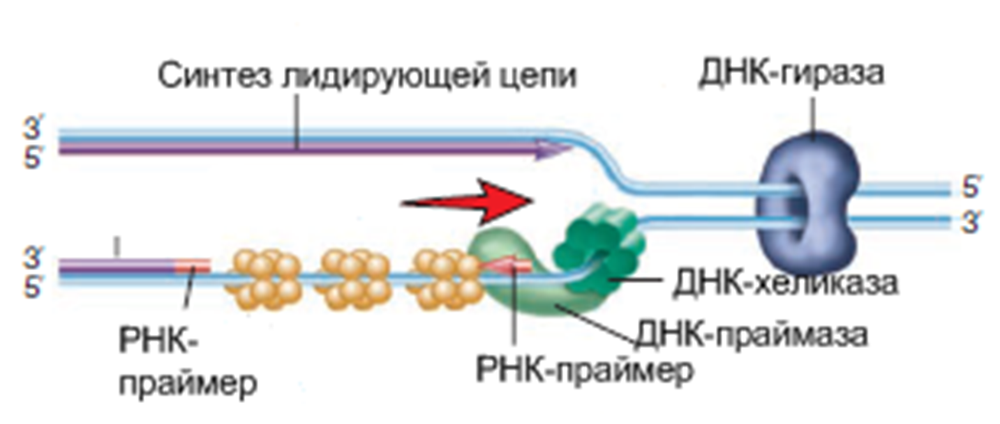 Синтез лидирующей цепи
ДНК-гираза
3′
5′
5′
3′
3′
5′
ДНК-хеликаза
ДНК-праймаза
РНК-
праймер
РНК-праймер